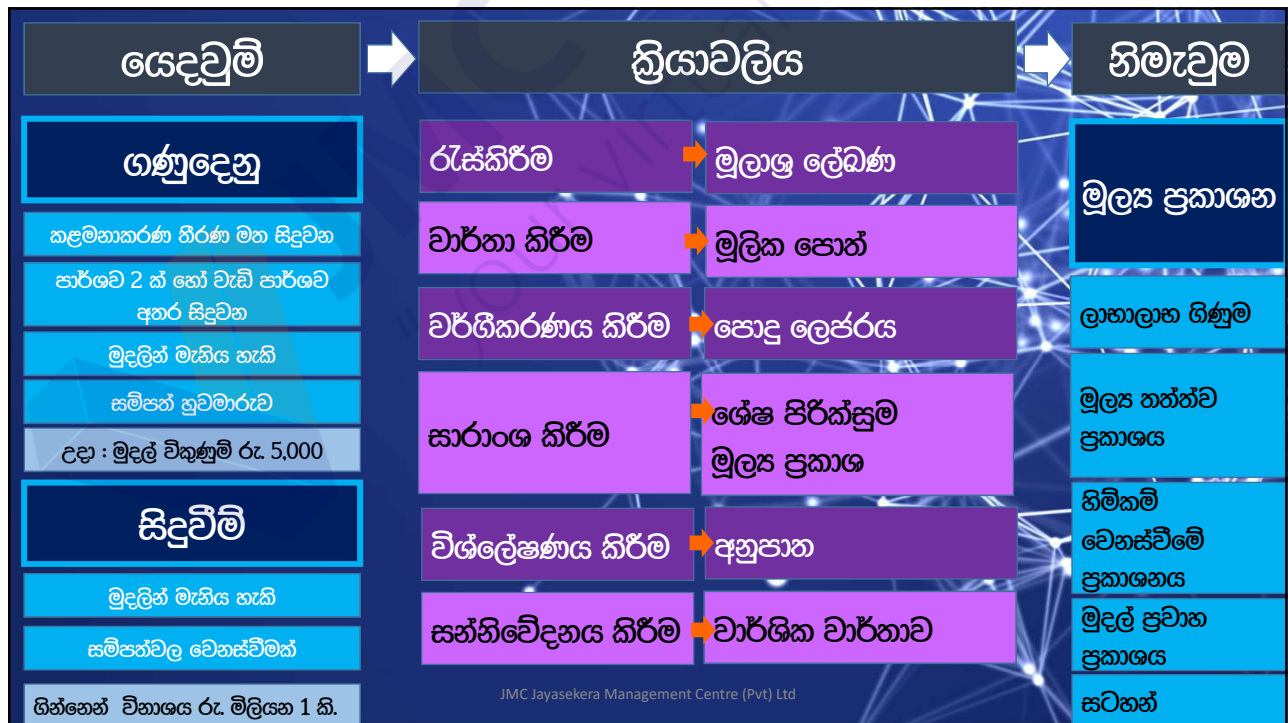 යෙදවුම්
ක්‍රියාවලිය
නිමැවුම
ගණුදෙනු
කළමනාකරණ තීරණ මත සිදුවන
පාර්ශව 2 ක් හෝ වැඩි පාර්ශව
අතර සිදුවන
මුදලින් මැනිය හැකි
සම්පත් හුවමාරුව
උදා : මුදල් විකුණුම් රු. 5,000
සිදුවීම්
මුදලින් මැනිය හැකි
සම්පත්වල වෙනස්වීමක්
ගින්නෙන් විනාශය රු. මිලියන 1 කි.
රැස්කිරීම
මූලාශ්‍ර ලේඛණ
වාර්තා කිරීම
මූලික පොත්
වර්ගීකරණය කිරීම
පොදු ලෙජරය
සාරාංශ කිරීම
ශේෂ පිරික්සුම
මූල්‍ය ප්‍රකාශ
විශ්ලේෂණය කිරීම
අනුපාත
සන්නිවේදනය කිරීම
වාර්ශික වාර්තාව
මූල්‍ය ප්‍රකාශන
ලාභාලාභ ගිණුම
මූල්‍ය තත්ත්ව
ප්‍රකාශය
හිමිකම්
වෙනස්වීමේ
ප්‍රකාශනය
මුදල් ප්‍රවාහ
ප්‍රකාශය
සටහන්
JMC Jayasekera Management Centre (Pvt) Ltd